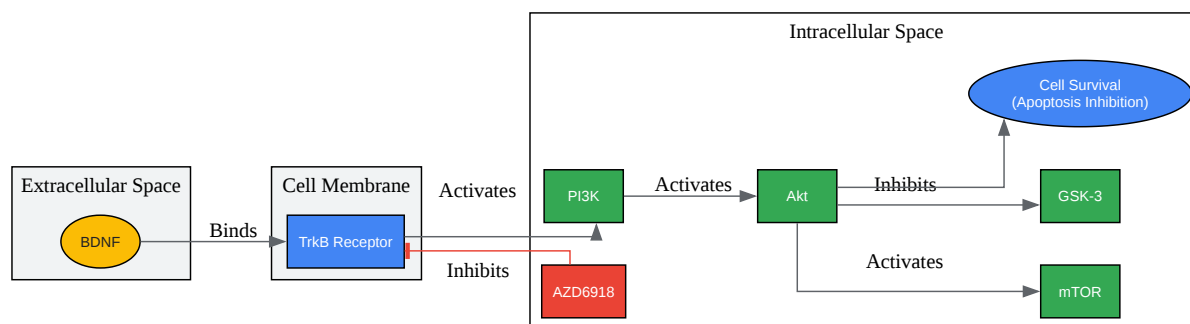 Intracellular Space
Cell Survival
(Apoptosis Inhibition)
Extracellular Space
Cell Membrane
Activates
PI3K
Activates
Akt
Inhibits
GSK-3
BDNF
Binds
TrkB Receptor
Inhibits
AZD6918
Activates
mTOR